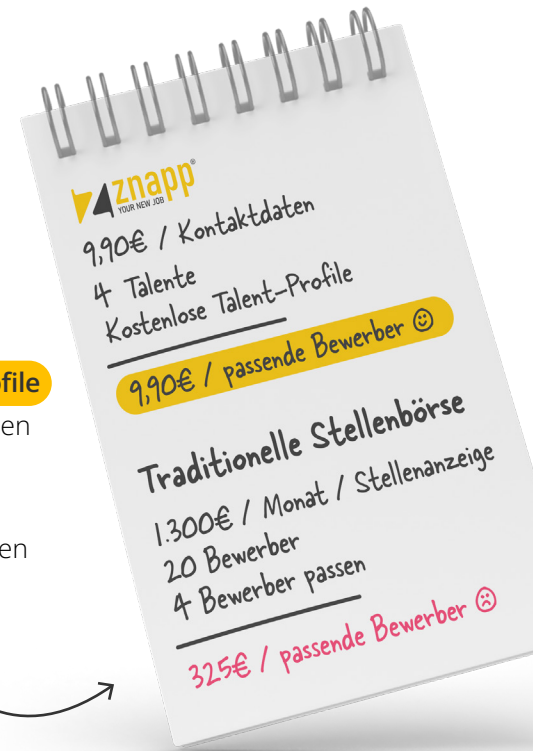 znapp®
YOUR NEW JOB
9,90€ / Kontaktdaten
4 Talente
Kostenlose Talent-Profile
9,90€ / passende Bewerber ☺
Traditionelle Stellenbörse
1.300€ / Monat / Stellenanzeige
20 Bewerber
4 Bewerber passen
325€ / passende Bewerber ☹